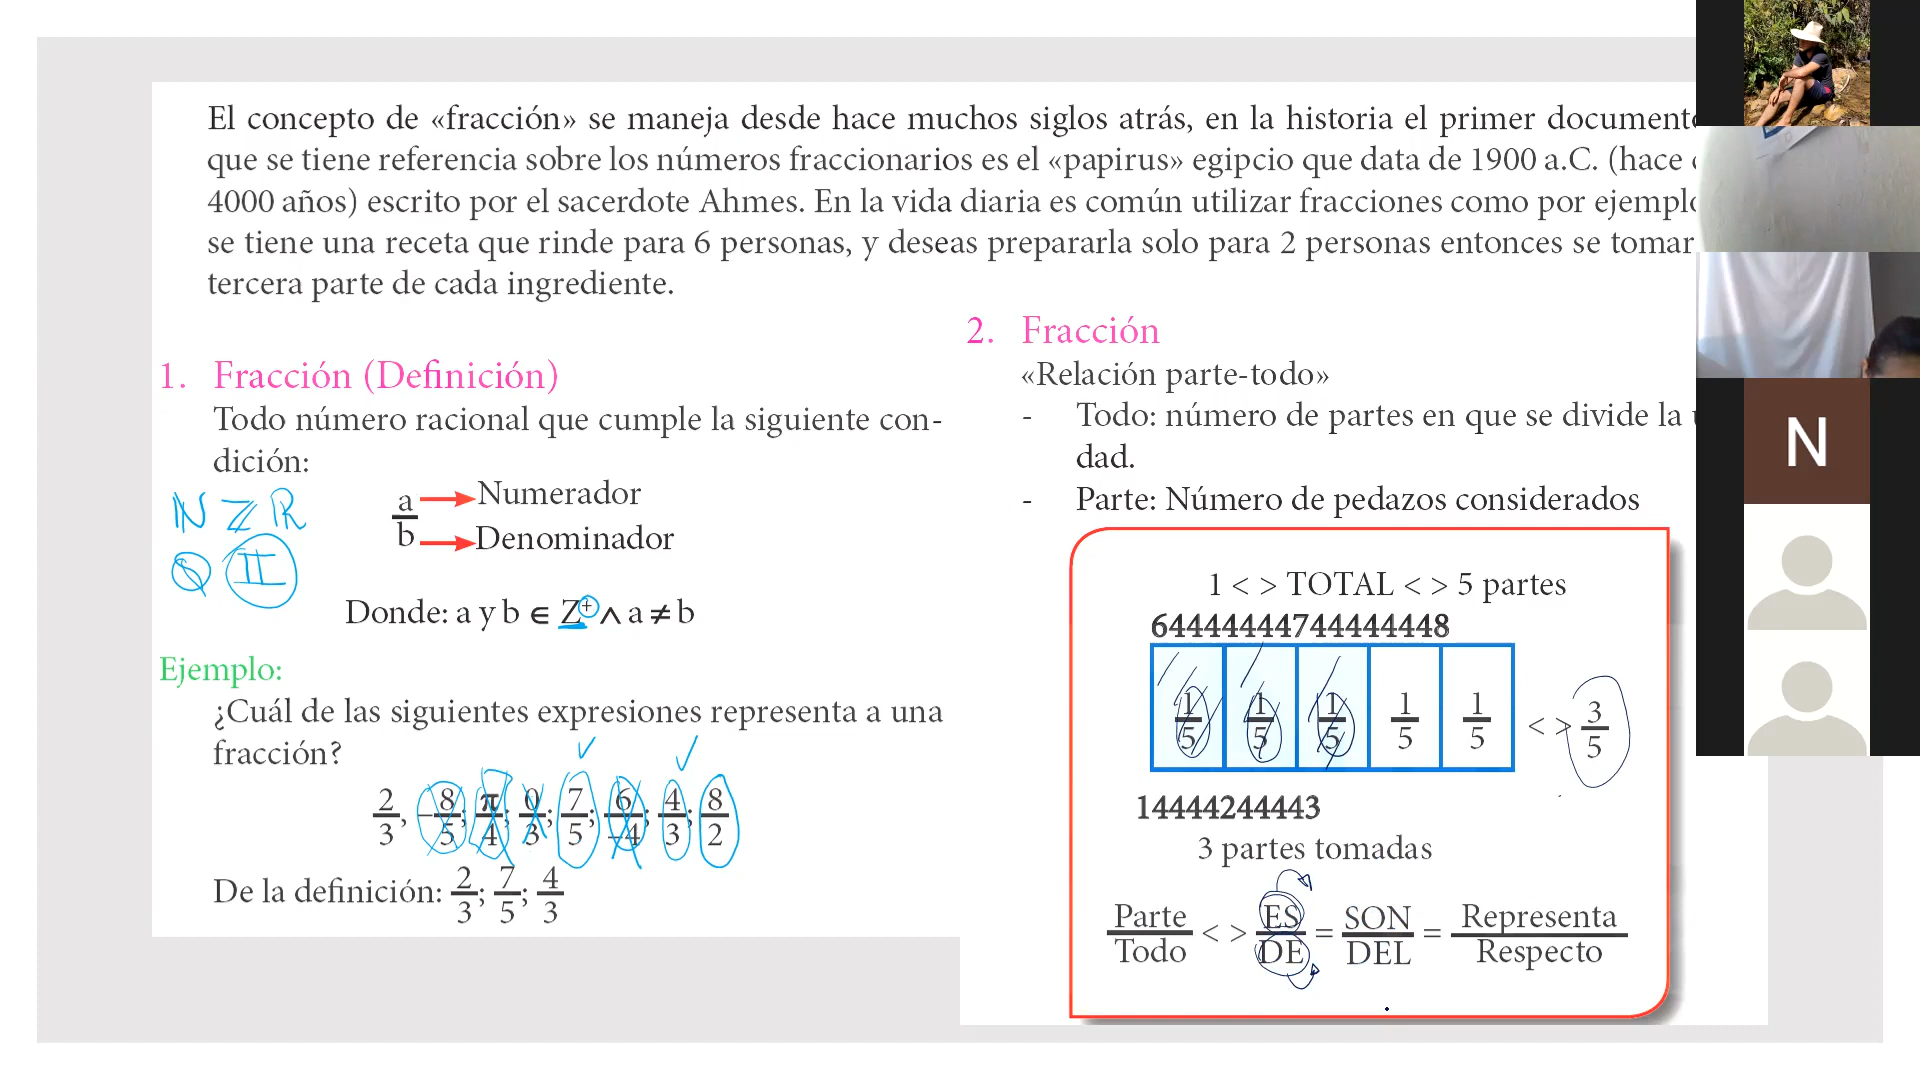 El concepto de «fracción» se maneja desde hace muchos siglos atrás, en la historia el primer documento
que se tiene referencia sobre los números fraccionarios es el «papirus» egipcio que data de 1900 a.C. (hace
4000 años) escrito por el sacerdote Ahmes. En la vida diaria es común utilizar fracciones como por ejemplo
se tiene una receta que rinde para 6 personas, y deseas prepararla solo para 2 personas entonces se tomar
tercera parte de cada ingrediente.
1. Fracción (Definición)
Todo número racional que cumple la siguiente con-
dición:
ℕ ℤ ℝ
ℚ 𝕀
a/b → Numerador
→ Denominador
Donde: a y b ∈ Z⁺ ∧ a ≠ b
Ejemplo:
¿Cuál de las siguientes expresiones representa a una
fracción?
2/3, -8/5; π/4; 0/3; 7/5; 6/-4; 4/3; 8/2
De la definición: 2/3; 7/5; 4/3
2. Fracción
«Relación parte-todo»
- Todo: número de partes en que se divide la
dad.
- Parte: Número de pedazos considerados
1 < > TOTAL < > 5 partes
64444444744444448
1/5 1/5 1/5 1/5 1/5 < > 3/5
14444244443
3 partes tomadas
Parte/Todo < > ES/DE = SON/DEL = Representa/Respecto
N